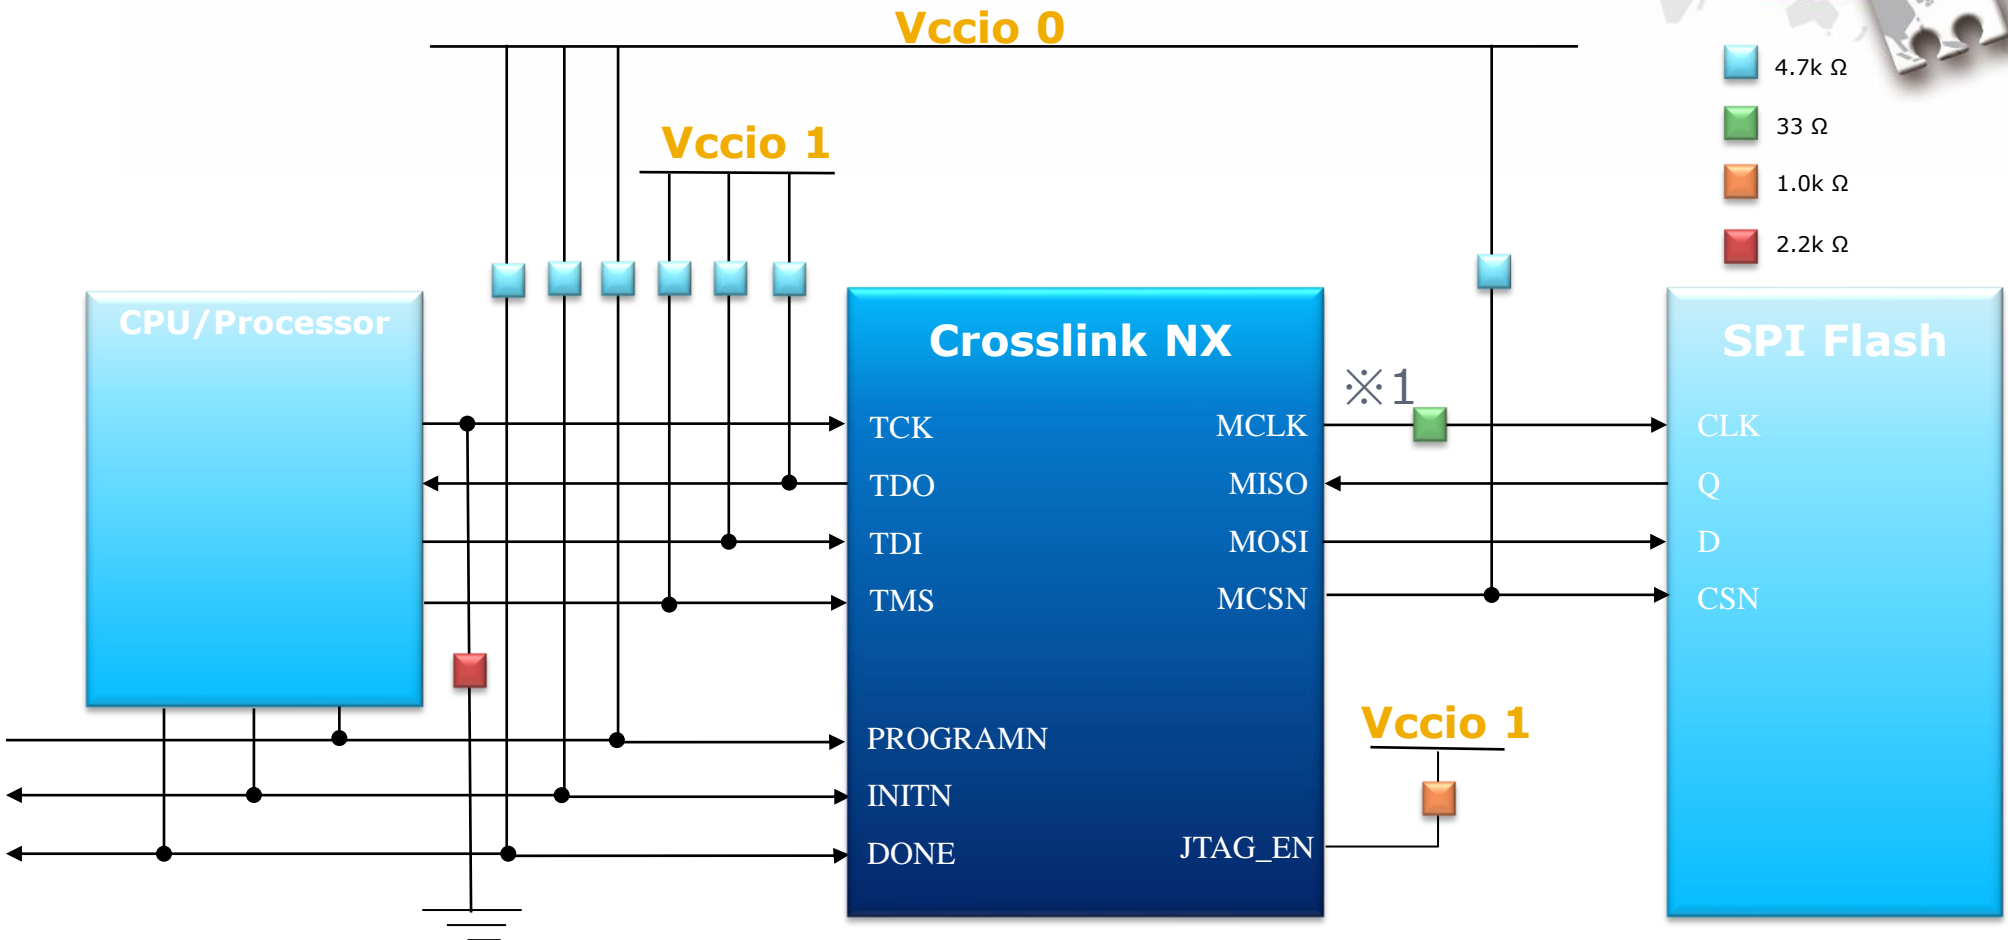 Vccio 0
4.7k Ω
33 Ω
1.0k Ω
2.2k Ω
Vccio 1
CPU/Processor
Crosslink NX
SPI Flash
※1
TCK
MCLK
CLK
TDO
MISO
Q
TDI
MOSI
D
TMS
MCSN
CSN
Vccio 1
PROGRAMN
INITN
DONE
JTAG_EN